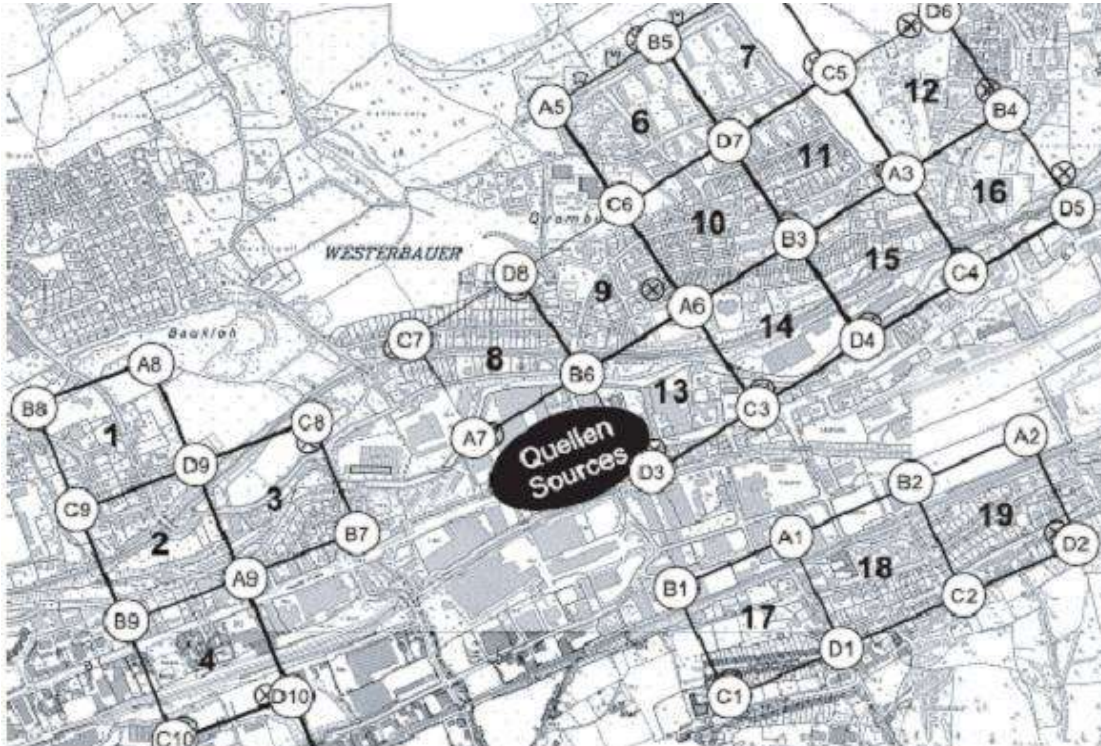 D6
B5
7
C5
12
A5
6
B4
D7
11
A3
16
C6
D5
Quambusch
10
B3
WESTERBAUER
15
D8
9
C4
A6
14
Baukloh
C7
8
D4
A8
B6
13
B8
C3
1
C8
A7
Quellen
Sources
A2
D9
D3
B2
3
C9
19
B7
A1
D2
2
18
A9
B1
C2
B9
17
D1
4
D10
C1
C10